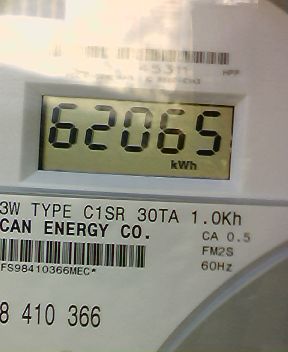 HPF
62065
kWh
3W TYPE C1SR 30TA 1.0Kh
CAN ENERGY CO.
CA 0.5
FM2S
60Hz
FS98410366MEC*
8 410 366